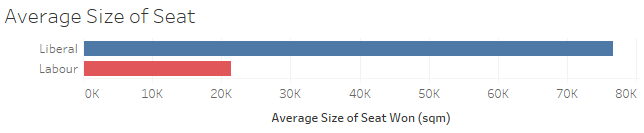 Average Size of Seat
Liberal
Labour
0K 10K 20K 30K 40K 50K 60K 70K 80K
Average Size of Seat Won (sqm)